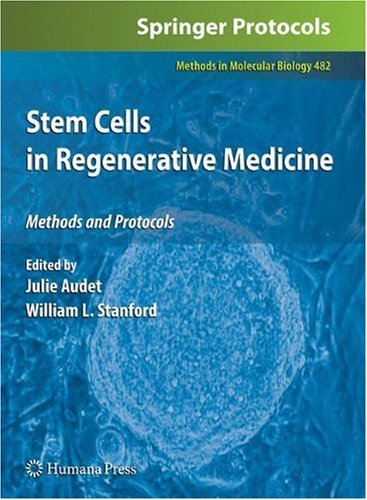 Springer Protocols
Methods in Molecular Biology 482
Stem Cells
in Regenerative Medicine
Methods and Protocols
Edited by
Julie Audet
William L. Stanford
Humana Press